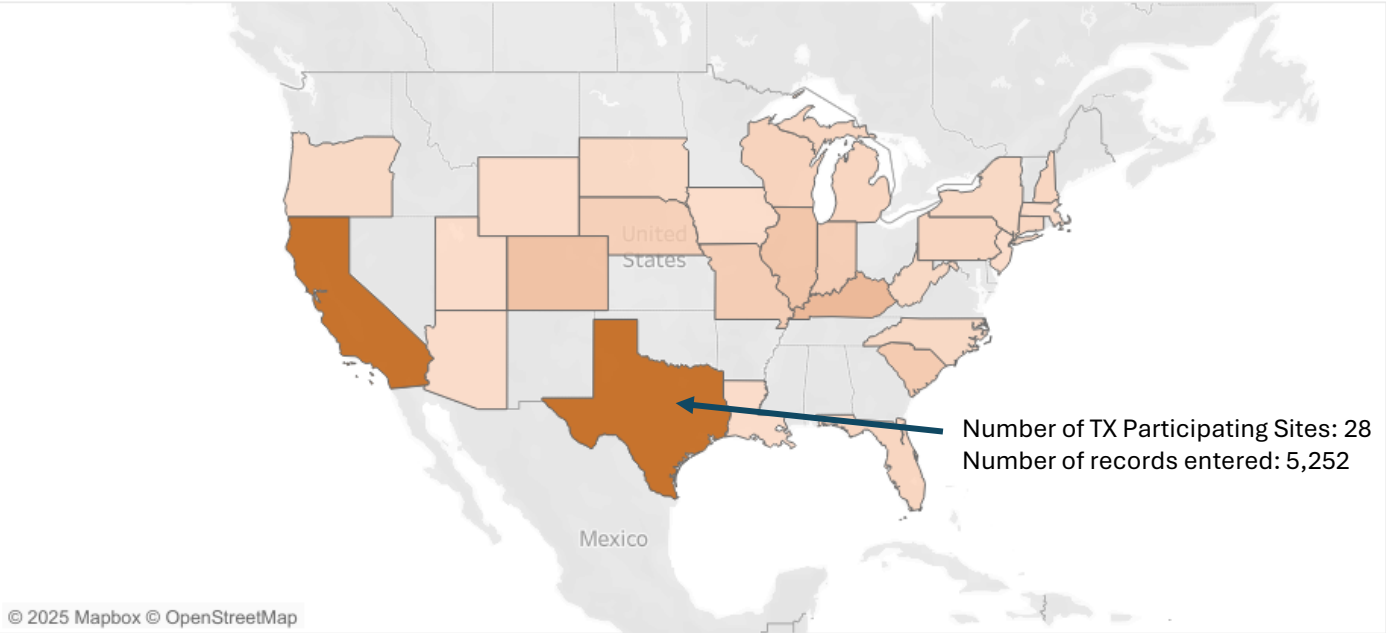 United
States
Number of TX Participating Sites: 28
Number of records entered: 5,252
Mexico
© 2025 Mapbox © OpenStreetMap